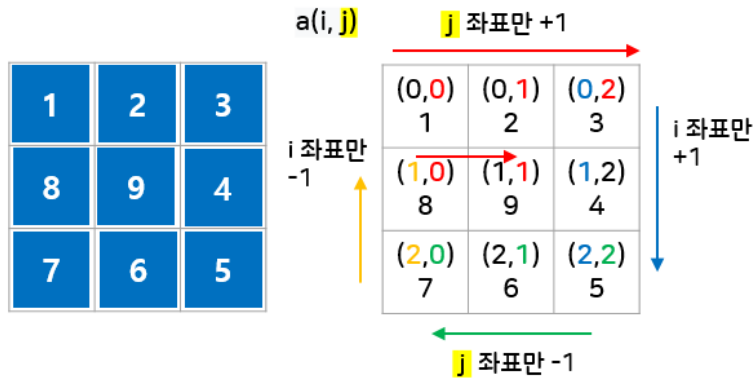 a(i, j)
j 좌표만 +1
1 2 3
8 9 4
7 6 5
i 좌표만
-1
(0,0) (0,1) (0,2)
1 2 3
(1,0) (1,1) (1,2)
8 9 4
(2,0) (2,1) (2,2)
7 6 5
i 좌표만
+1
j 좌표만 -1